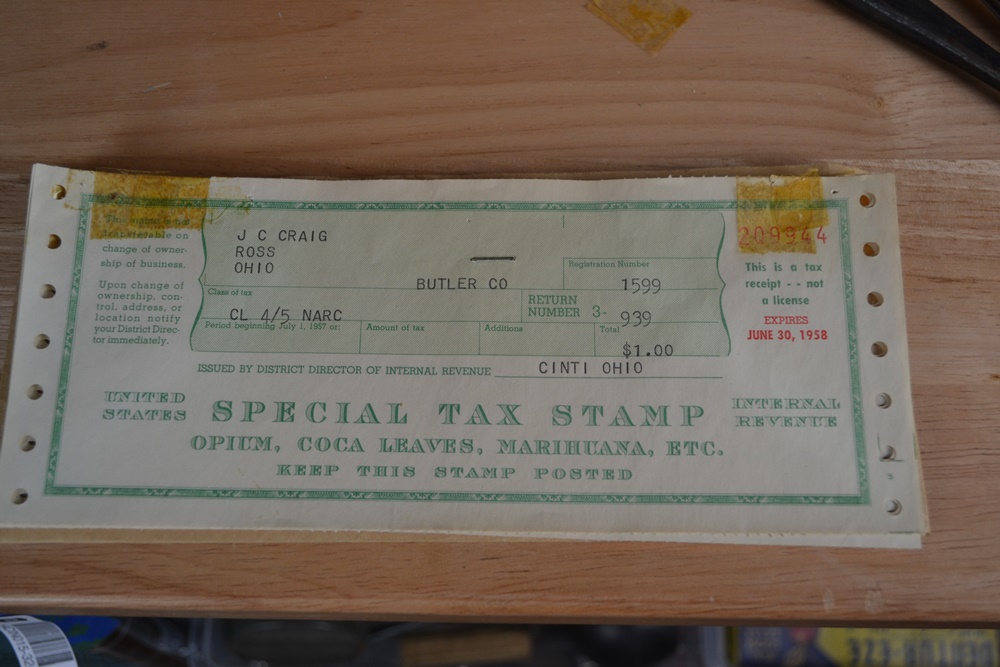 transferable on
change of owner-
ship of business.
Upon change of
ownership, con-
trol, address, or
location notify
your District Direc-
tor immediately.
J C CRAIG
ROSS
OHIO
BUTLER CO
Registration Number
1599
Class of tax
CL 4/5 NARC
RETURN
NUMBER 3- 939
Period beginning July 1, 1957 or:
Amount of tax
Additions
Total
$1.00
ISSUED BY DISTRICT DIRECTOR OF INTERNAL REVENUE CINTI OHIO
209944
This is a tax
receipt -- not
a license
EXPIRES
JUNE 30, 1958
UNITED
STATES
SPECIAL TAX STAMP
INTERNAL
REVENUE
OPIUM, COCA LEAVES, MARIHUANA, ETC.
KEEP THIS STAMP POSTED